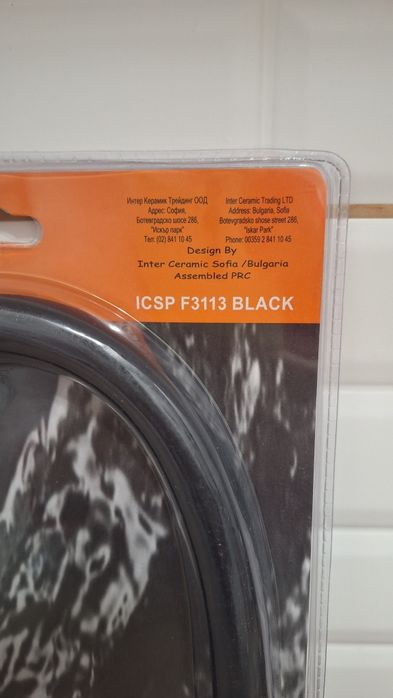 Интер Керамик Трейдинг ООД
Адрес: София,
Ботевградско шосе 286,
"Искър парк"
Тел: (02) 841 10 45
Inter Ceramic Trading LTD
Address: Bulgaria, Sofia
Botevgradsko shose street 286,
"Iskar Park"
Phone: 00359 2 841 10 45
Design By
Inter Ceramic Sofia /Bulgaria
Assembled PRC
ICSP F3113 BLACK